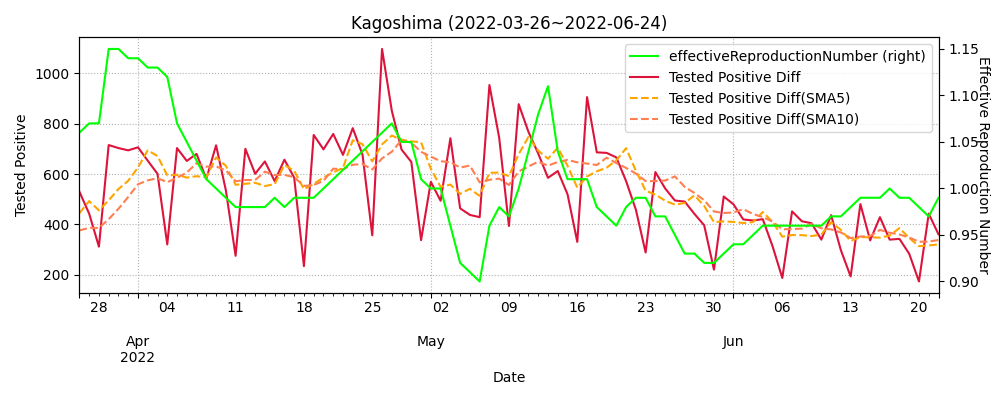 Kagoshima (2022-03-26~2022-06-24)
effectiveReproductionNumber (right)
Tested Positive Diff
Tested Positive Diff(SMA5)
Tested Positive Diff(SMA10)
Tested Positive
1000
800
600
400
200
1.15
1.10
1.05
1.00
0.95
0.90
Effective Reproduction Number
28 04 11 18 25 02 09 16 23 30 06 13 20
Apr May Jun
2022
Date